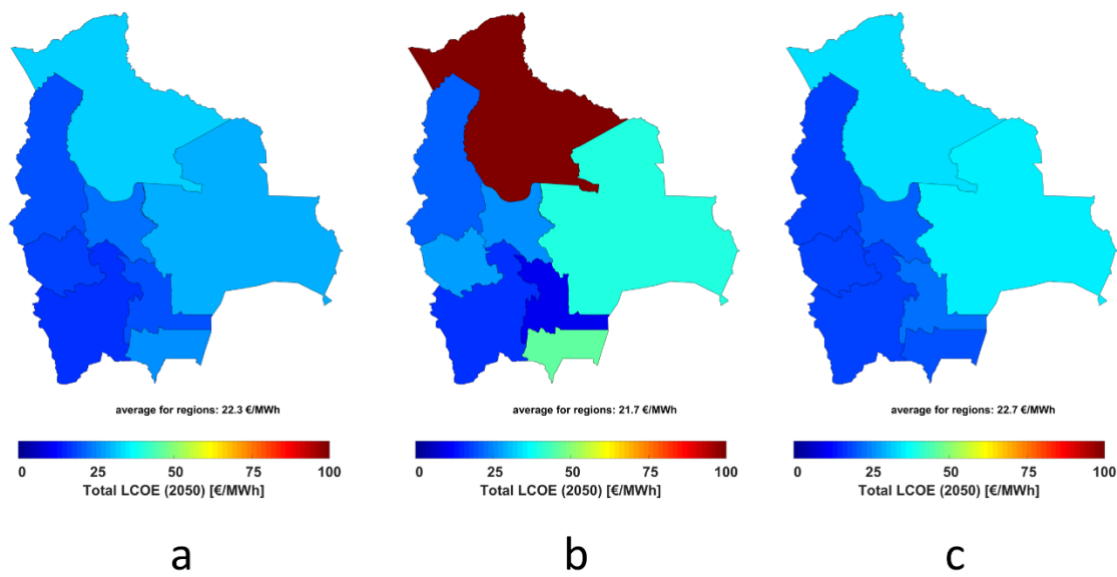 average for regions: 22.3 €/MWh
average for regions: 21.7 €/MWh
average for regions: 22.7 €/MWh
0 25 50 75 100
0 25 50 75 100
0 25 50 75 100
Total LCOE (2050) [€/MWh]
Total LCOE (2050) [€/MWh]
Total LCOE (2050) [€/MWh]
a
b
c